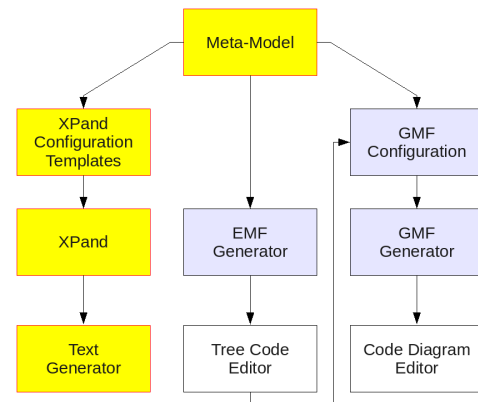 Meta-Model
XPand
Configuration
Templates
GMF
Configuration
XPand
EMF
Generator
GMF
Generator
Text
Generator
Tree Code
Editor
Code Diagram
Editor